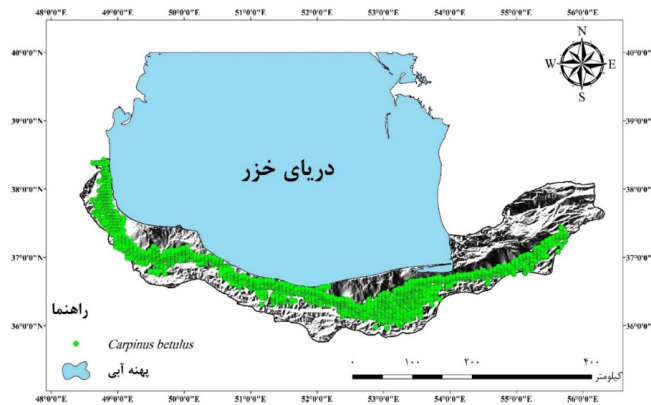 48°0'0"E 49°0'0"E 50°0'0"E 51°0'0"E 52°0'0"E 53°0'0"E 54°0'0"E 55°0'0"E 56°0'0"E
N
W E
S
40°0'0"N 40°0'0"N
39°0'0"N 39°0'0"N
دریای خزر
38°0'0"N 38°0'0"N
37°0'0"N 37°0'0"N
راهنما
36°0'0"N 36°0'0"N
Carpinus betulus
پهنه آبی
۰ ۱۰۰ ۲۰۰ ۴۰۰
کیلومتر
48°0'0"E 49°0'0"E 50°0'0"E 51°0'0"E 52°0'0"E 53°0'0"E 54°0'0"E 55°0'0"E 56°0'0"E